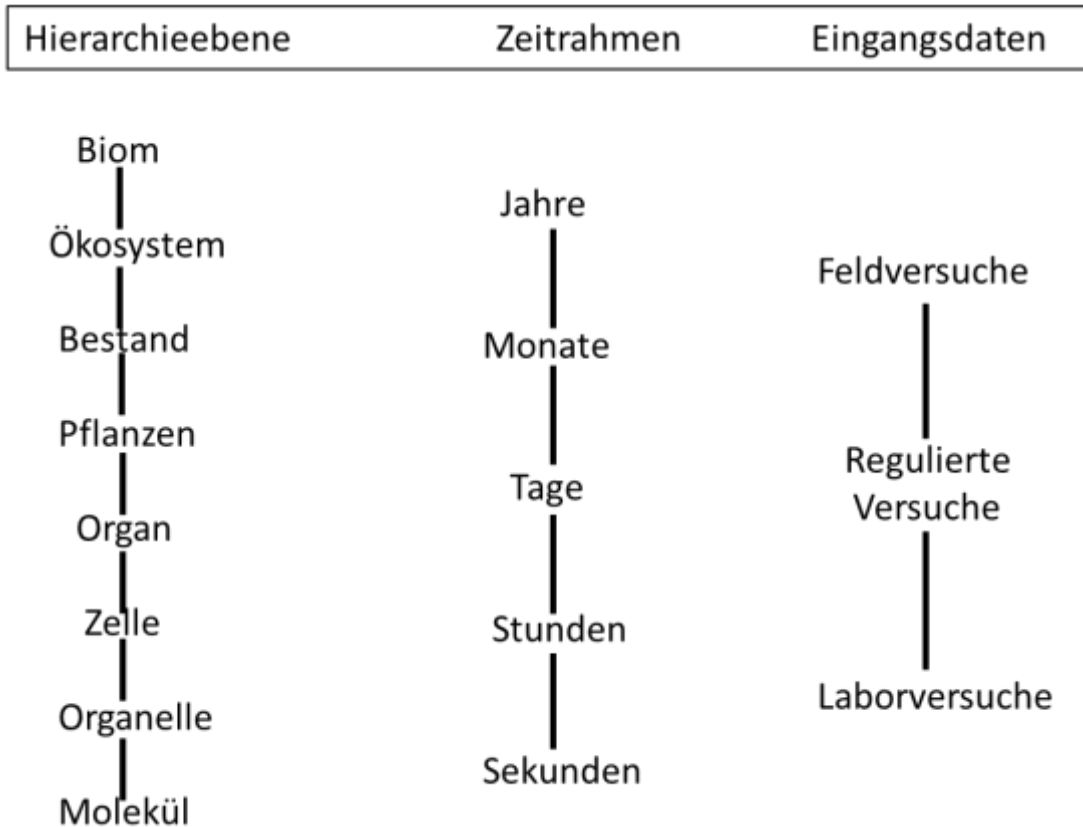 Hierarchieebene Zeitrahmen Eingangsdaten
Biom
Jahre
Ökosystem
Feldversuche
Bestand
Monate
Pflanzen
Regulierte
Tage
Versuche
Organ
Zelle
Stunden
Laborversuche
Organelle
Sekunden
Molekül